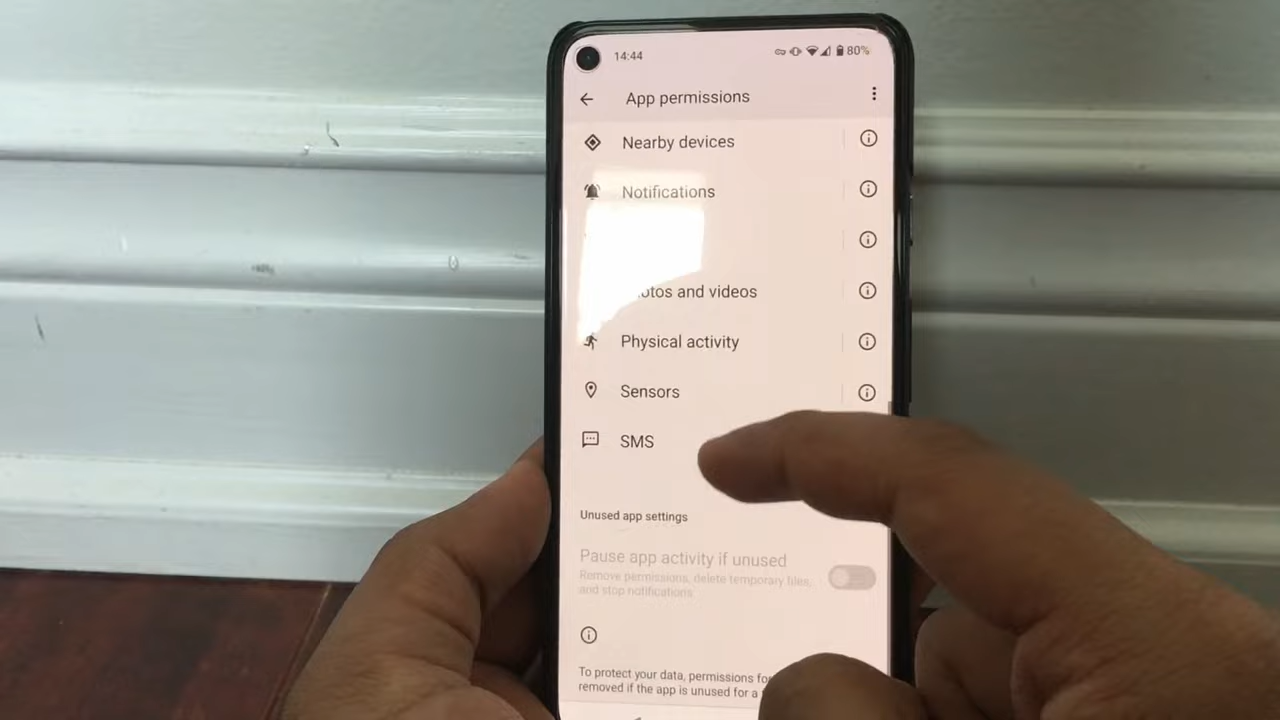 14:44
80%
App permissions
Nearby devices
Notifications
and videos
Physical activity
Sensors
SMS
Unused app settings
Pause app activity if unused
Remove permissions, delete temporary files,
and stop notifications
To protect your data, permissions
removed if the app is unused for a